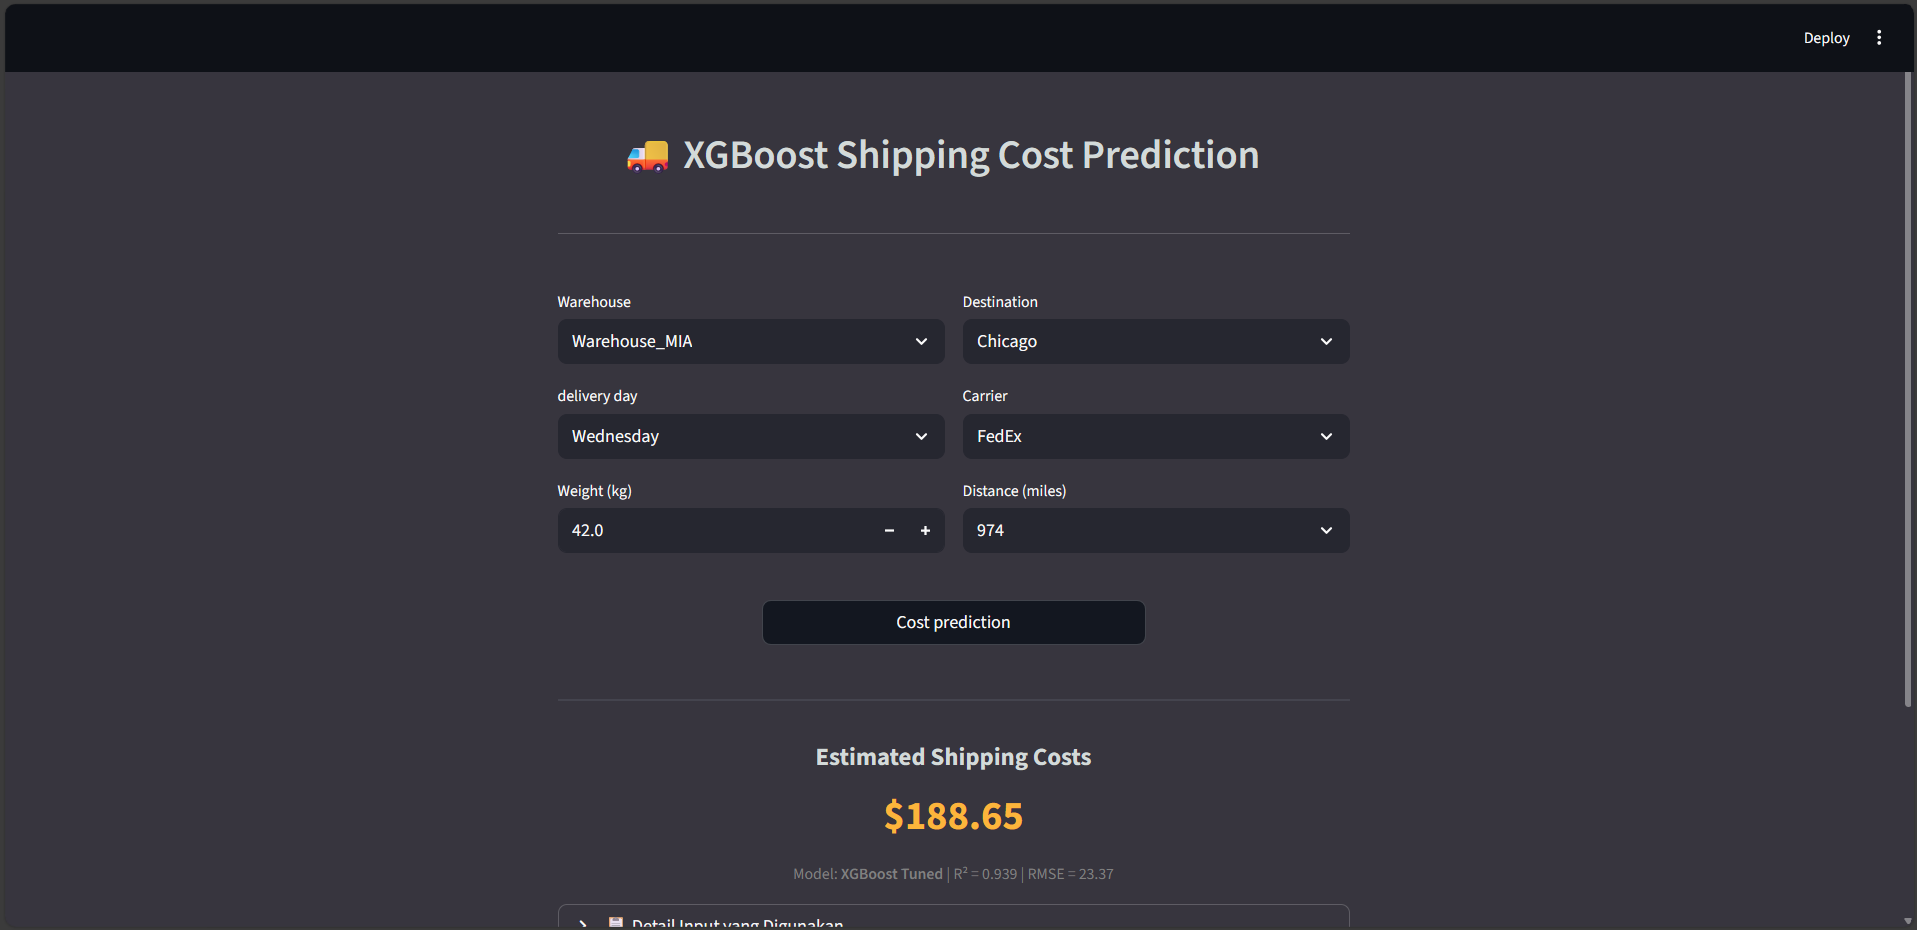 Deploy
XGBoost Shipping Cost Prediction
Warehouse
Destination
Warehouse_MIA
Chicago
delivery day
Carrier
Wednesday
FedEx
Weight (kg)
Distance (miles)
42.0
974
Cost prediction
Estimated Shipping Costs
$188.65
Model: XGBoost Tuned | R² = 0.939 | RMSE = 23.37
Detail Input yang Digunakan